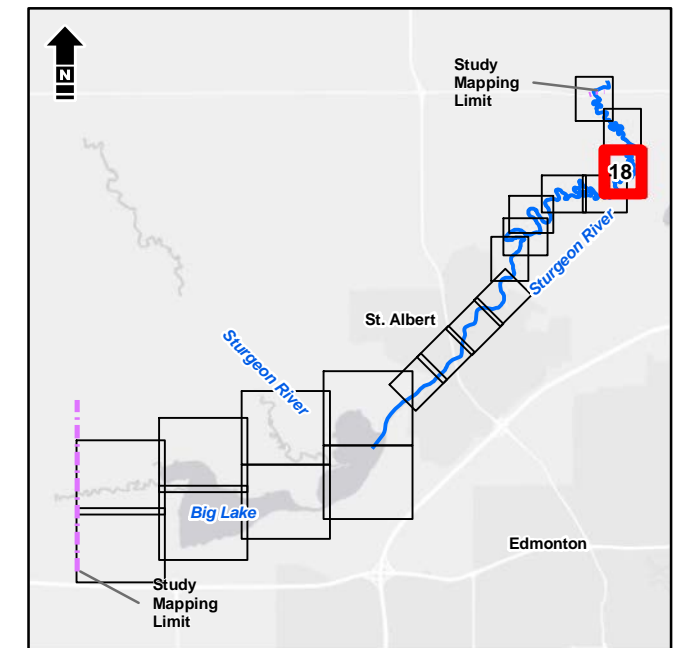 N
Study
Mapping
Limit
18
Sturgeon River
St. Albert
Sturgeon River
Big Lake
Edmonton
Study
Mapping
Limit